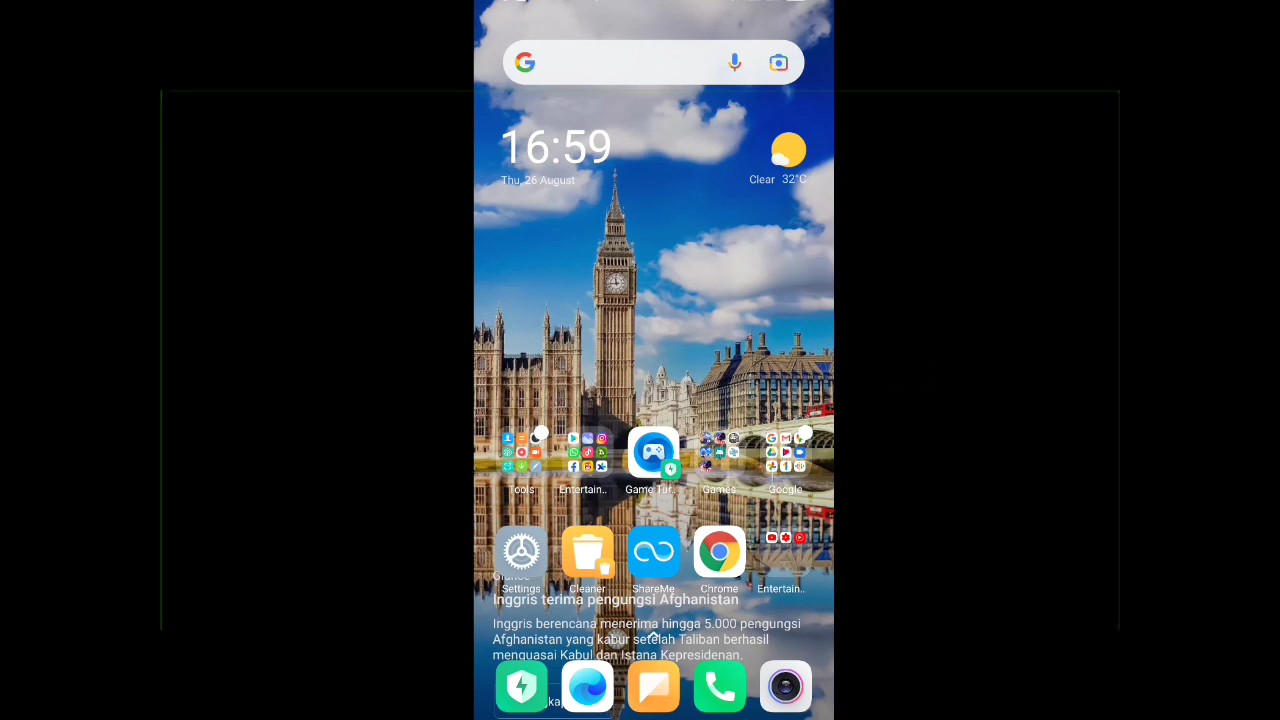 16:59
Thu, 26 August
Clear 32°C
Tools
Entertain..
Game Tur..
Games
Google
Settings
Cleaner
ShareMe
Chrome
Entertain..
Glance
Inggris terima pengungsi Afghanistan
Inggris berencana menerima hingga 5.000 pengungsi
Afghanistan yang kabur setelah Taliban berhasil
menguasai Kabul dan Istana Kepresidenan.